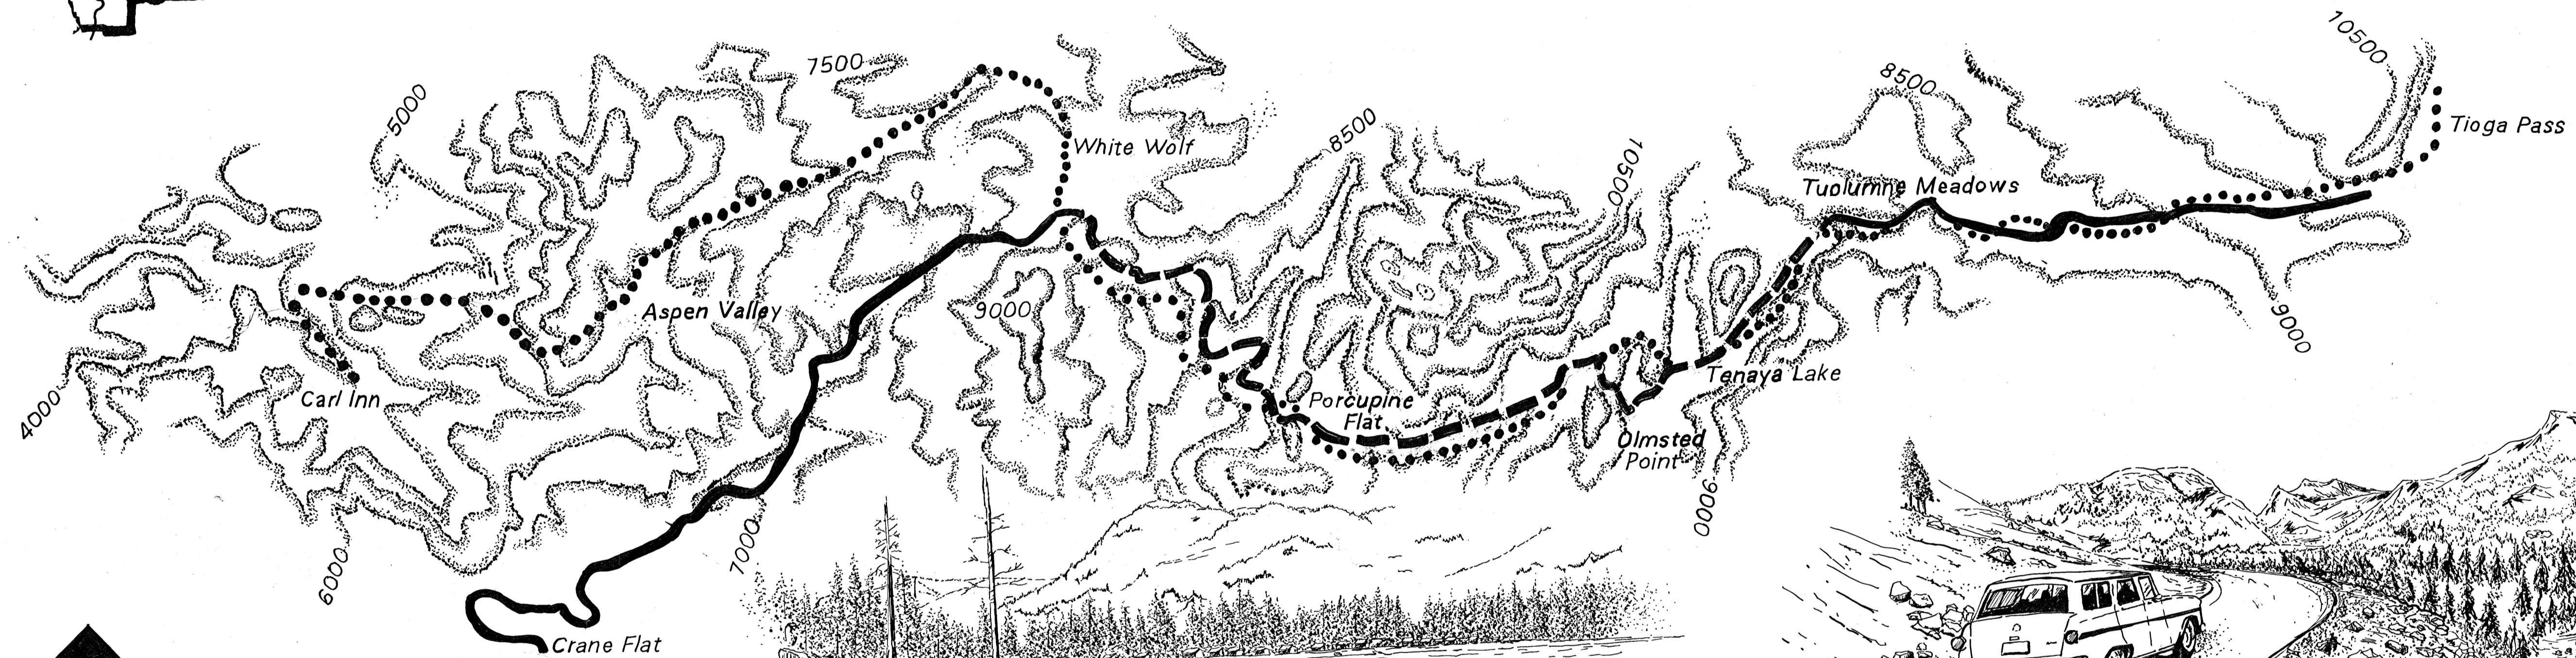 10500
7500
8500
5000
8500
Tioga Pass
White Wolf
10500
Tuolumne Meadows
Aspen Valley
9000
9000
Tenaya Lake
Carl Inn
Porcupine
Flat
4000
Olmsted
Point
9000
7000
6000
Crane Flat